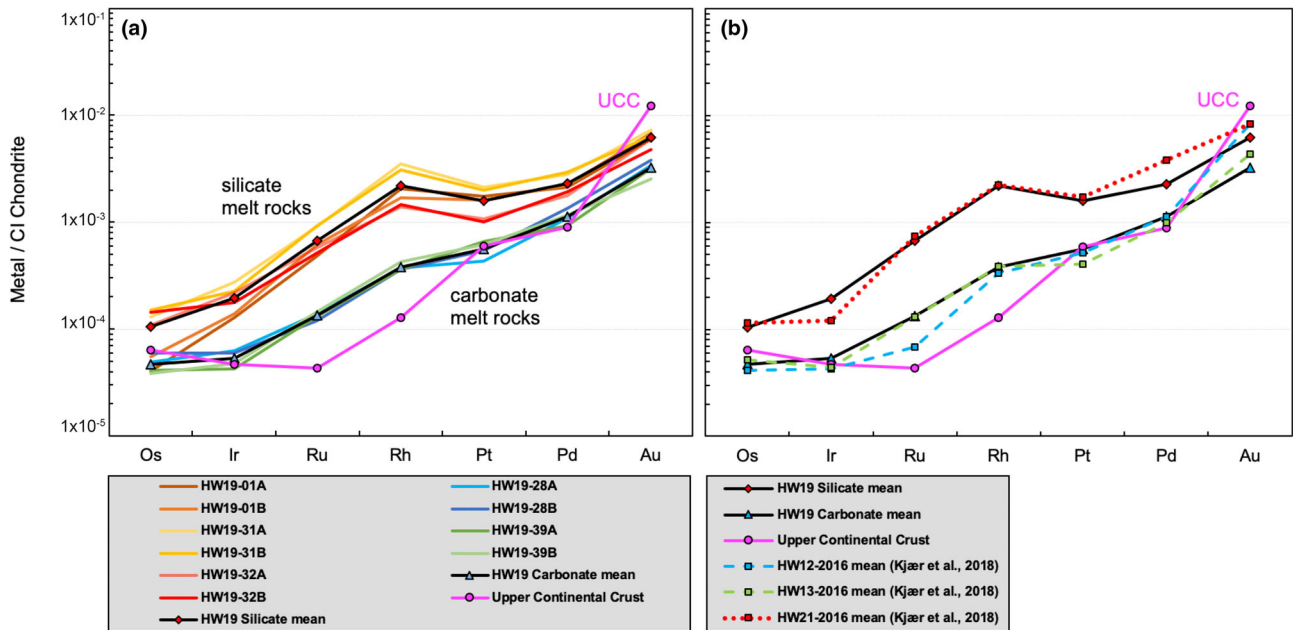 Metal / CI Chondrite
1x10-1
1x10-2
1x10-3
1x10-4
1x10-5
(a)
silicate
melt rocks
UCC
carbonate
melt rocks
Os Ir Ru Rh Pt Pd Au
(b)
UCC
Os Ir Ru Rh Pt Pd Au
HW19-01A
HW19-01B
HW19-31A
HW19-31B
HW19-32A
HW19-32B
HW19 Silicate mean
HW19-28A
HW19-28B
HW19-39A
HW19-39B
HW19 Carbonate mean
Upper Continental Crust
HW19 Silicate mean
HW19 Carbonate mean
Upper Continental Crust
HW12-2016 mean (Kjær et al., 2018)
HW13-2016 mean (Kjær et al., 2018)
HW21-2016 mean (Kjær et al., 2018)